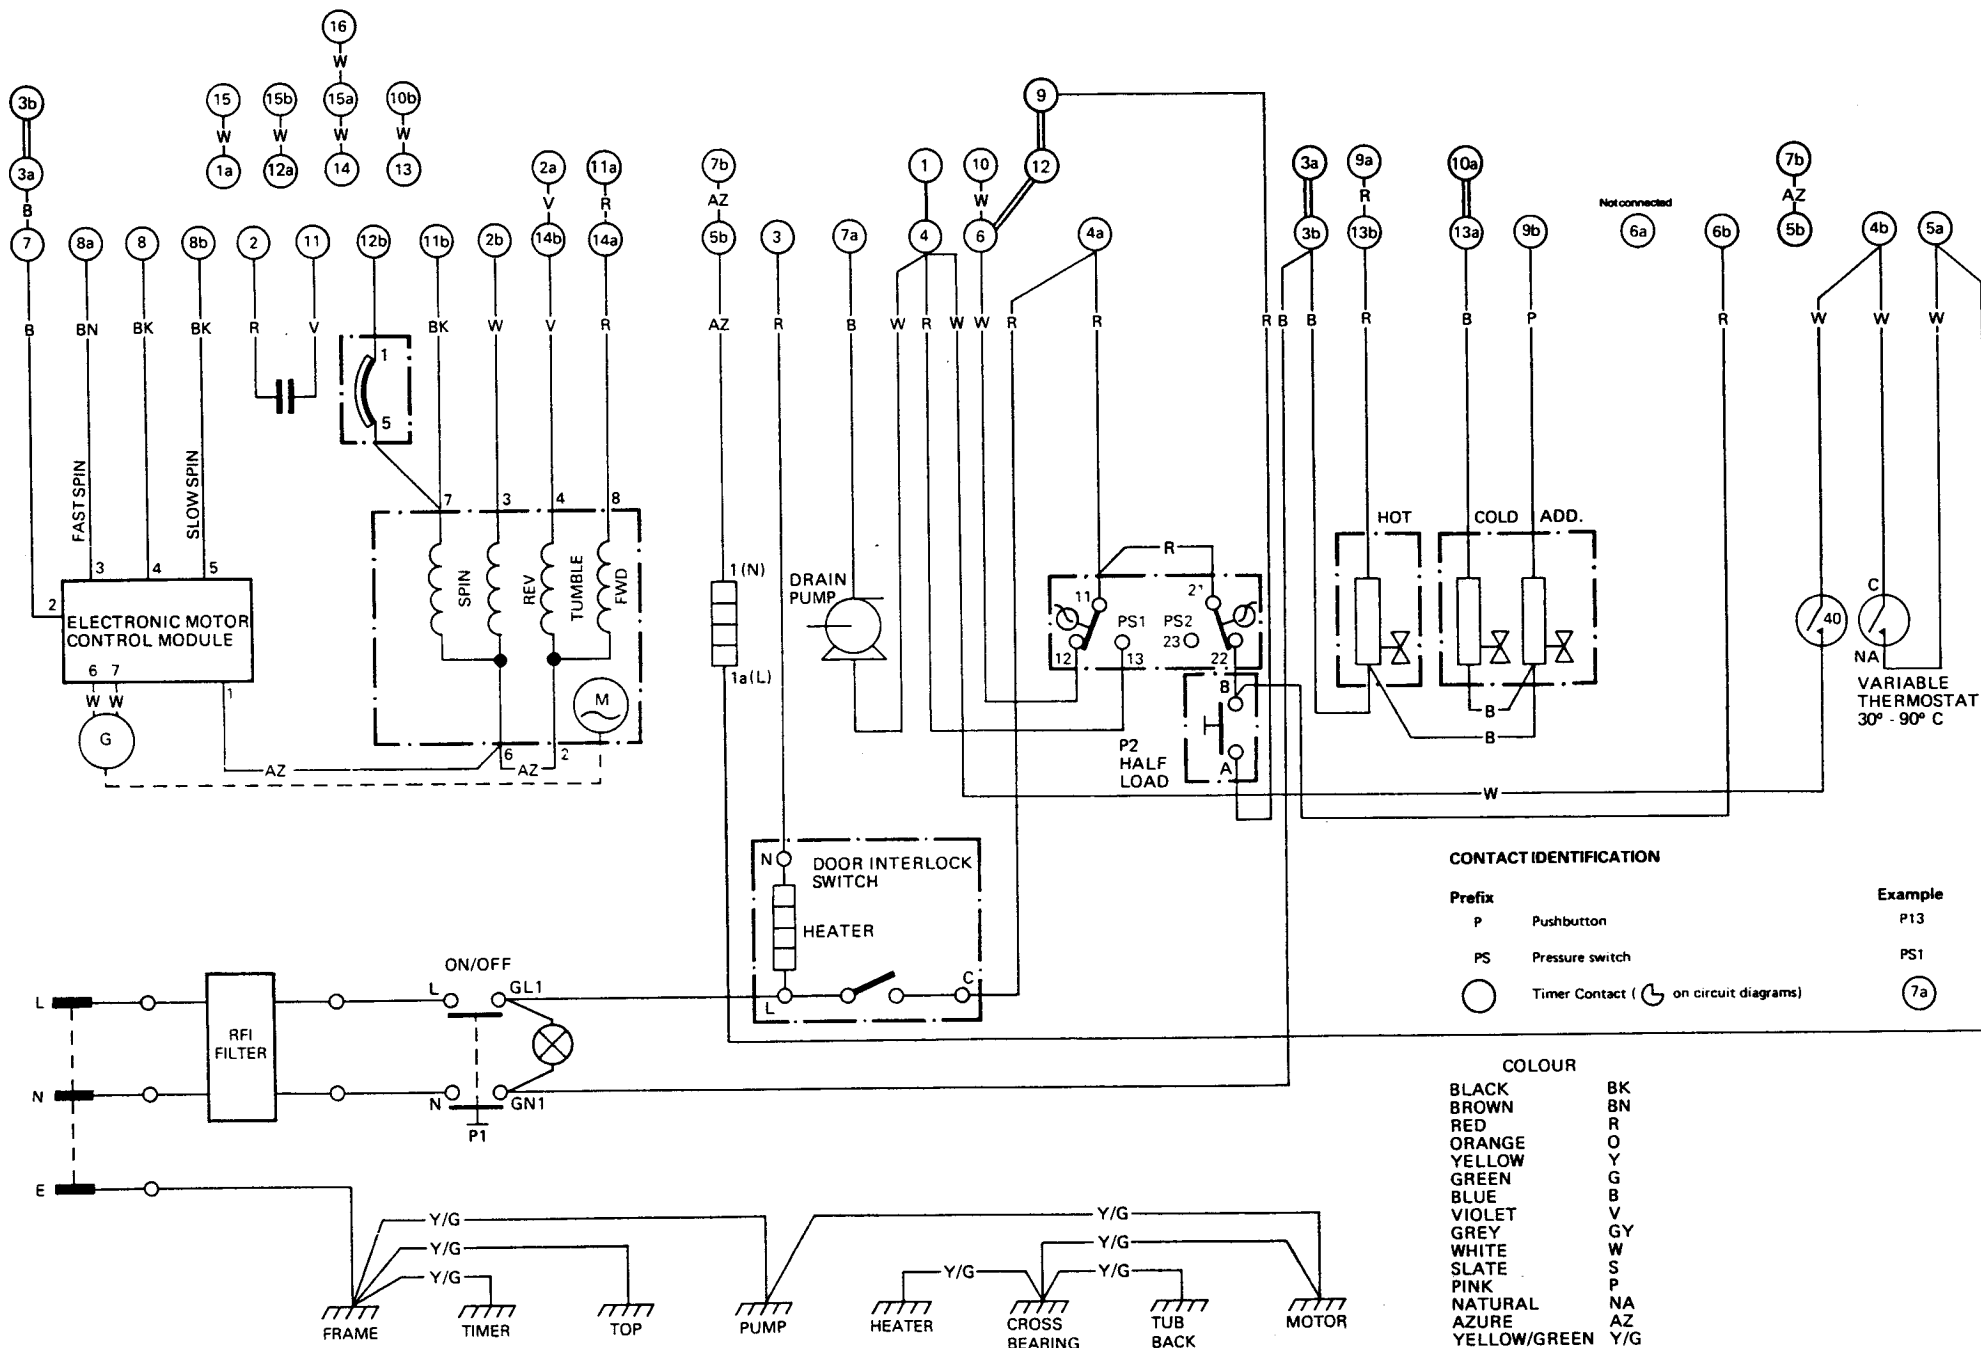 16
W
3b 15 15b 15a 10b 9
W W W W
3a 1a 12a 14 13 2a 11a 7b 1 10 12 3a 9a 10a 7b
B V R AZ W R AZ
Not connected
7 8a 8 8b 2 11 12b 11b 2b 14b 14a 5b 3 7a 4 6 4a 3b 13b 13a 9b 6a 6b 5b 4b 5a
B BN BK BK R V BK W V R AZ R B W R W W R R R B B R B P R W W W
1
5
FAST SPIN
SLOW SPIN
7 3 4 8
3 4 5
2
ELECTRONIC MOTOR
CONTROL MODULE
6 7 1
W W
G
AZ
SPIN
REV
TUMBLE
FWD
M
6 AZ 2
1 (N)
1a (L)
DRAIN
PUMP
R
11 21
PS1 PS2
12 13 23 22
B
A
P2
HALF
LOAD
HOT COLD ADD.
B
B
40
C
NA
VARIABLE
THERMOSTAT
30° - 90° C
W
N
DOOR INTERLOCK
SWITCH
HEATER
L
C
CONTACT IDENTIFICATION
Prefix Example
P Pushbutton P13
PS Pressure switch PS1
Timer Contact ( on circuit diagrams) 7a
ON/OFF
L L GL1
RFI
FILTER
N N GN1
P1
E
Y/G Y/G
Y/G Y/G
Y/G Y/G Y/G
FRAME TIMER TOP PUMP HEATER CROSS
BEARING TUB
BACK MOTOR
COLOUR
BLACK BK
BROWN BN
RED R
ORANGE O
YELLOW Y
GREEN G
BLUE B
VIOLET V
GREY GY
WHITE W
SLATE S
PINK P
NATURAL NA
AZURE AZ
YELLOW/GREEN Y/G